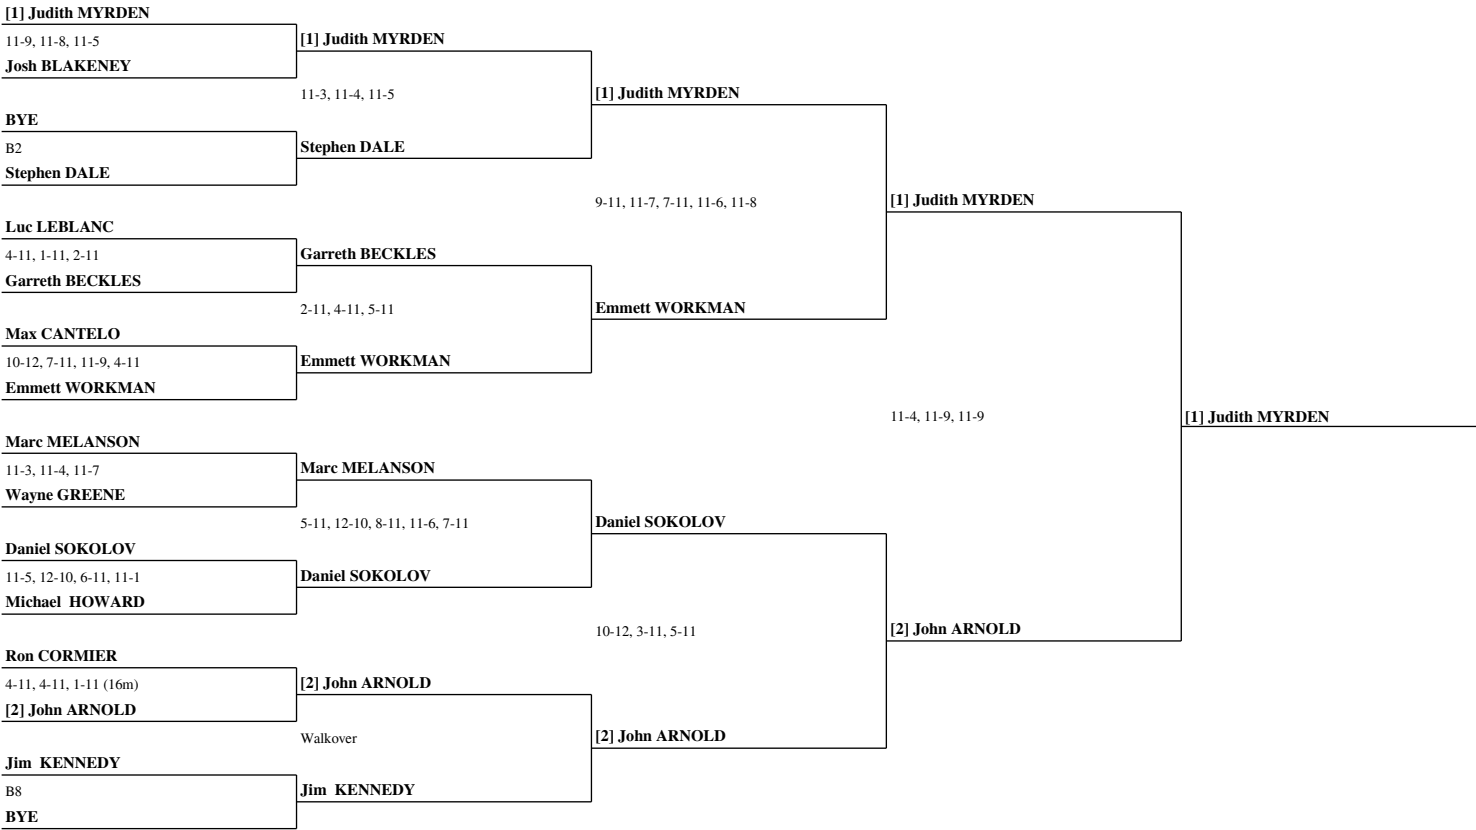 [1] Judith MYRDEN
11-9, 11-8, 11-5
Josh BLAKENEY
BYE
B2
Stephen DALE
Luc LEBLANC
4-11, 1-11, 2-11
Garreth BECKLES
Max CANTELO
10-12, 7-11, 11-9, 4-11
Emmett WORKMAN
Marc MELANSON
11-3, 11-4, 11-7
Wayne GREENE
Daniel SOKOLOV
11-5, 12-10, 6-11, 11-1
Michael HOWARD
Ron CORMIER
4-11, 4-11, 1-11 (16m)
[2] John ARNOLD
Jim KENNEDY
B8
BYE
[1] Judith MYRDEN
11-3, 11-4, 11-5
Stephen DALE
Garreth BECKLES
2-11, 4-11, 5-11
Emmett WORKMAN
Marc MELANSON
5-11, 12-10, 8-11, 11-6, 7-11
Daniel SOKOLOV
[2] John ARNOLD
Walkover
Jim KENNEDY
[1] Judith MYRDEN
9-11, 11-7, 7-11, 11-6, 11-8
Emmett WORKMAN
Daniel SOKOLOV
10-12, 3-11, 5-11
[2] John ARNOLD
[1] Judith MYRDEN
11-4, 11-9, 11-9
[2] John ARNOLD
[1] Judith MYRDEN